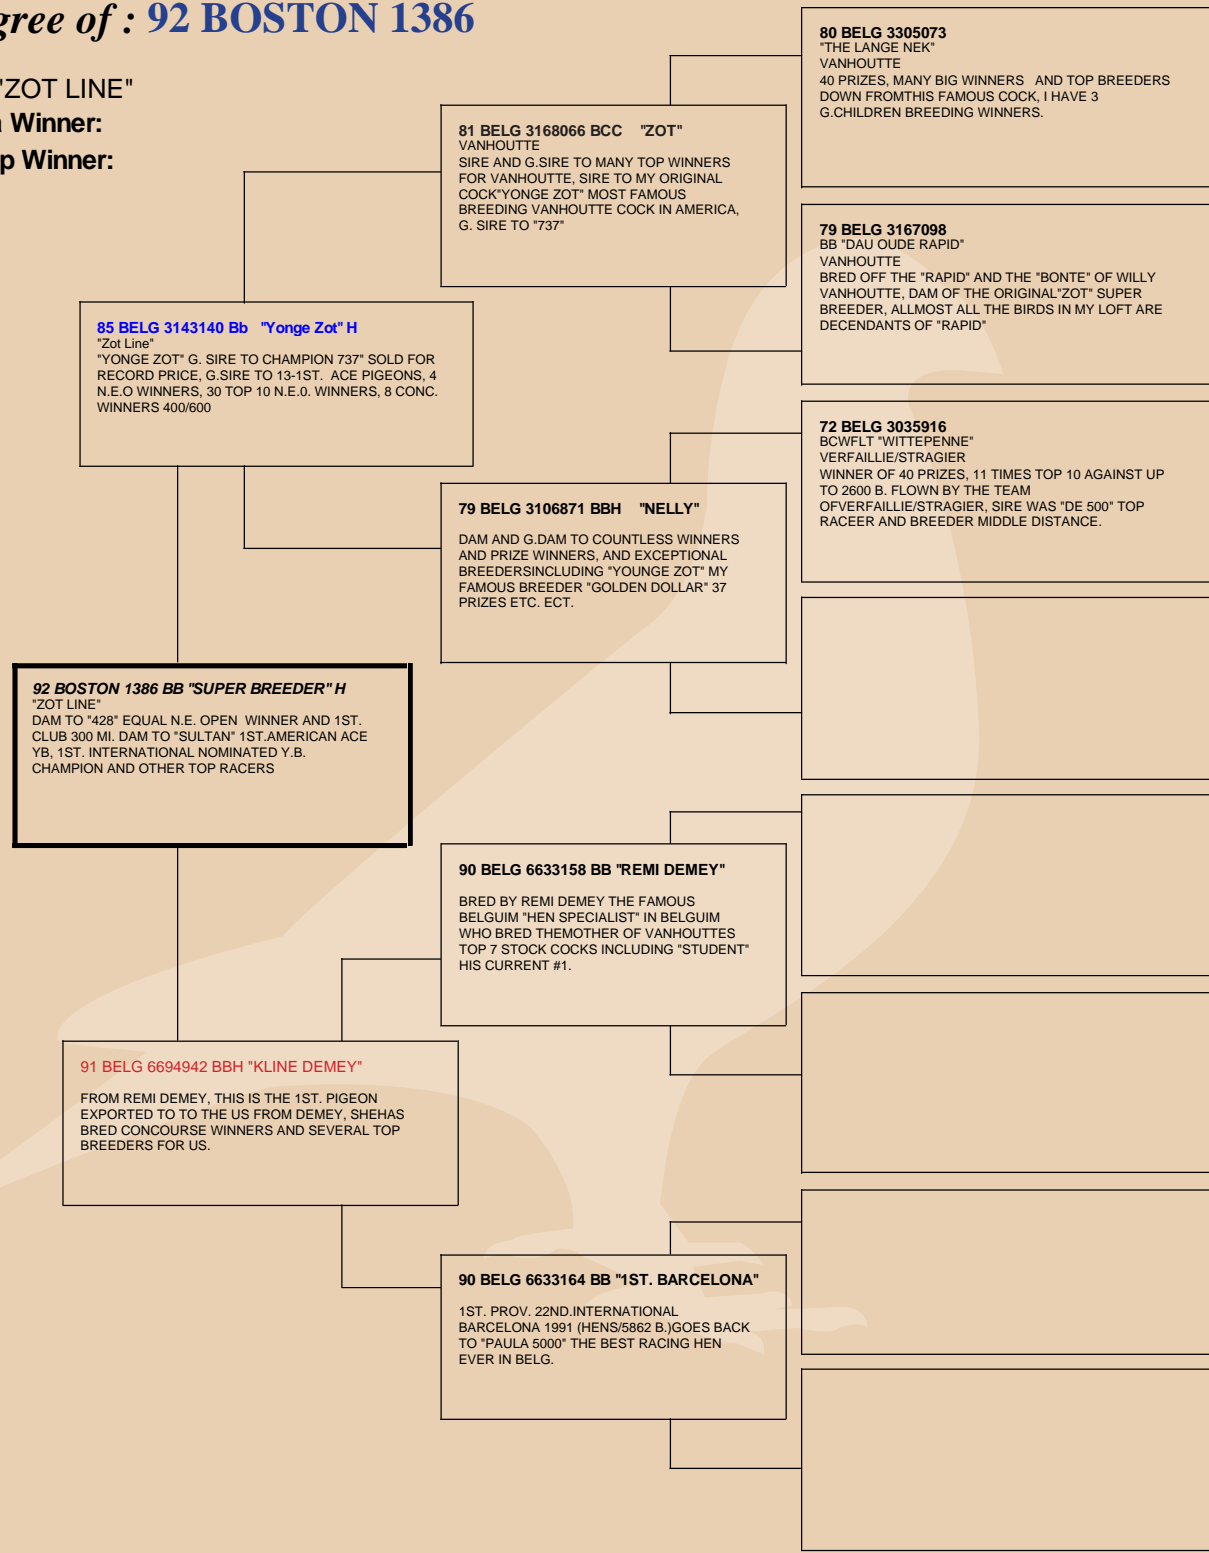 gree of : 92 BOSTON 1386
"ZOT LINE"
Winner:
p Winner:
80 BELG 3305073
"THE LANGE NEK"
VANHOUTTE
40 PRIZES, MANY BIG WINNERS   AND TOP BREEDERS
DOWN FROMTHIS FAMOUS COCK, I HAVE 3
G.CHILDREN BREEDING WINNERS.
81 BELG 3168066 BCC    "ZOT"
VANHOUTTE
SIRE AND G.SIRE TO MANY TOP WINNERS
FOR VANHOUTTE, SIRE TO MY ORIGINAL
COCK"YONGE ZOT" MOST FAMOUS
BREEDING VANHOUTTE COCK IN AMERICA,
G. SIRE TO "737"
79 BELG 3167098
BB "DAU OUDE RAPID"
VANHOUTTE
BRED OFF THE "RAPID" AND THE "BONTE" OF WILLY
VANHOUTTE, DAM OF THE ORIGINAL"ZOT" SUPER
BREEDER, ALLMOST ALL THE BIRDS IN MY LOFT ARE
DECENDANTS OF "RAPID"
85 BELG 3143140 Bb   "Yonge Zot" H
"Zot Line"
"YONGE ZOT" G. SIRE TO CHAMPION 737" SOLD FOR
RECORD PRICE, G.SIRE TO 13-1ST.  ACE PIGEONS, 4
N.E.O WINNERS, 30 TOP 10 N.E.0. WINNERS, 8 CONC.
WINNERS 400/600
72 BELG 3035916
BCWFLT "WITTEPENNE"
VERFAILLIE/STRAGIER
WINNER OF 40 PRIZES, 11 TIMES TOP 10 AGAINST UP
TO 2600 B. FLOWN BY THE TEAM
OFVERFAILLIE/STRAGIER, SIRE WAS "DE 500" TOP
RACEER AND BREEDER MIDDLE DISTANCE.
79 BELG 3106871 BBH    "NELLY"
DAM AND G.DAM TO COUNTLESS WINNERS
AND PRIZE WINNERS, AND EXCEPTIONAL
BREEDERSINCLUDING "YOUNGE ZOT" MY
FAMOUS BREEDER "GOLDEN DOLLAR" 37
PRIZES ETC. ECT.
92 BOSTON 1386 BB "SUPER BREEDER" H
"ZOT LINE"
DAM TO "428" EQUAL N.E. OPEN  WINNER AND 1ST.
CLUB 300 MI. DAM TO "SULTAN" 1ST.AMERICAN ACE
YB, 1ST. INTERNATIONAL NOMINATED Y.B.
CHAMPION AND OTHER TOP RACERS
90 BELG 6633158 BB "REMI DEMEY"
BRED BY REMI DEMEY THE FAMOUS
BELGUIM "HEN SPECIALIST" IN BELGUIM
WHO BRED THEMOTHER OF VANHOUTTES
TOP 7 STOCK COCKS INCLUDING "STUDENT"
HIS CURRENT #1.
91 BELG 6694942 BBH "KLINE DEMEY"
FROM REMI DEMEY, THIS IS THE 1ST. PIGEON
EXPORTED TO TO THE US FROM DEMEY, SHEHAS
BRED CONCOURSE WINNERS AND SEVERAL TOP
BREEDERS FOR US.
90 BELG 6633164 BB "1ST. BARCELONA"
1ST. PROV. 22ND.INTERNATIONAL
BARCELONA 1991 (HENS/5862 B.)GOES BACK
TO "PAULA 5000" THE BEST RACING HEN
EVER IN BELG.